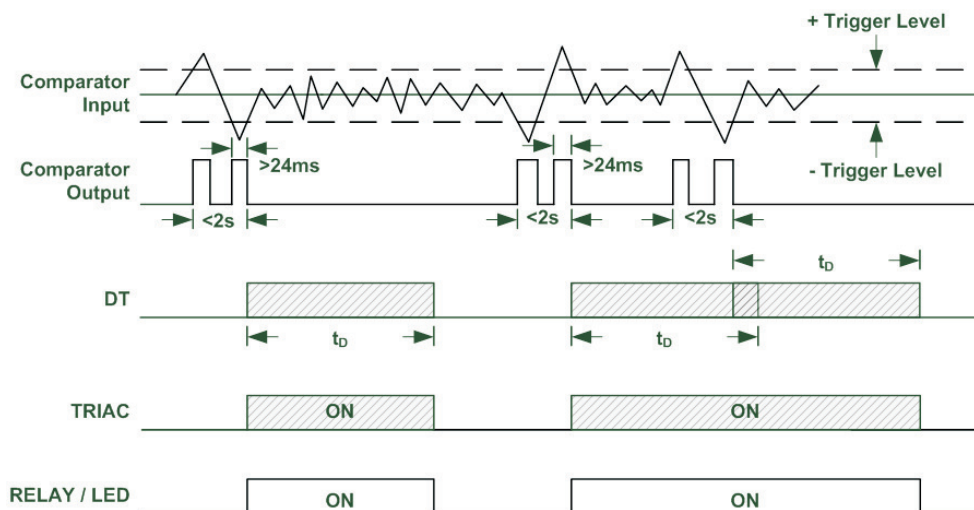 + Trigger Level
Comparator
Input
>24ms
>24ms
- Trigger Level
Comparator
Output
<2s
<2s
<2s
tD
DT
tD
tD
TRIAC
ON
ON
RELAY / LED
ON
ON